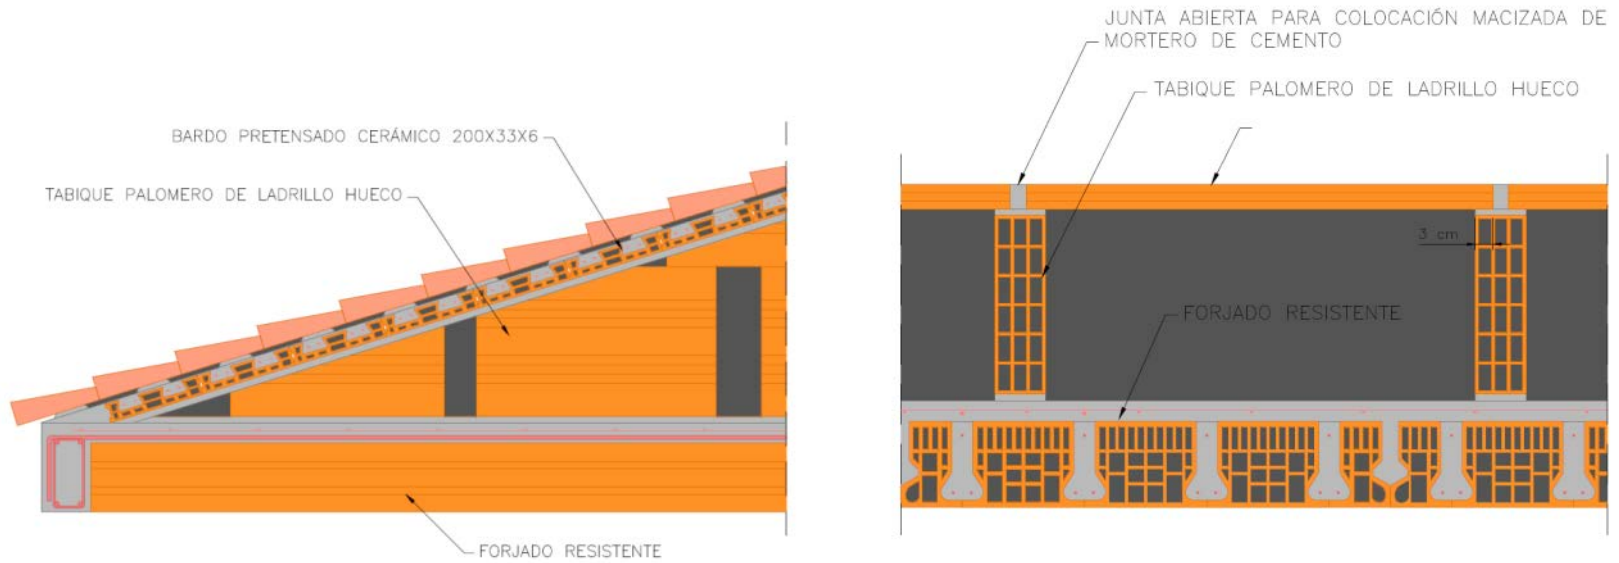 BARDO PRETENSADO CERÁMICO 200X33X6
TABIQUE PALOMERO DE LADRILLO HUECO
FORJADO RESISTENTE
JUNTA ABIERTA PARA COLOCACIÓN MACIZADA DE
MORTERO DE CEMENTO
TABIQUE PALOMERO DE LADRILLO HUECO
3 cm
FORJADO RESISTENTE